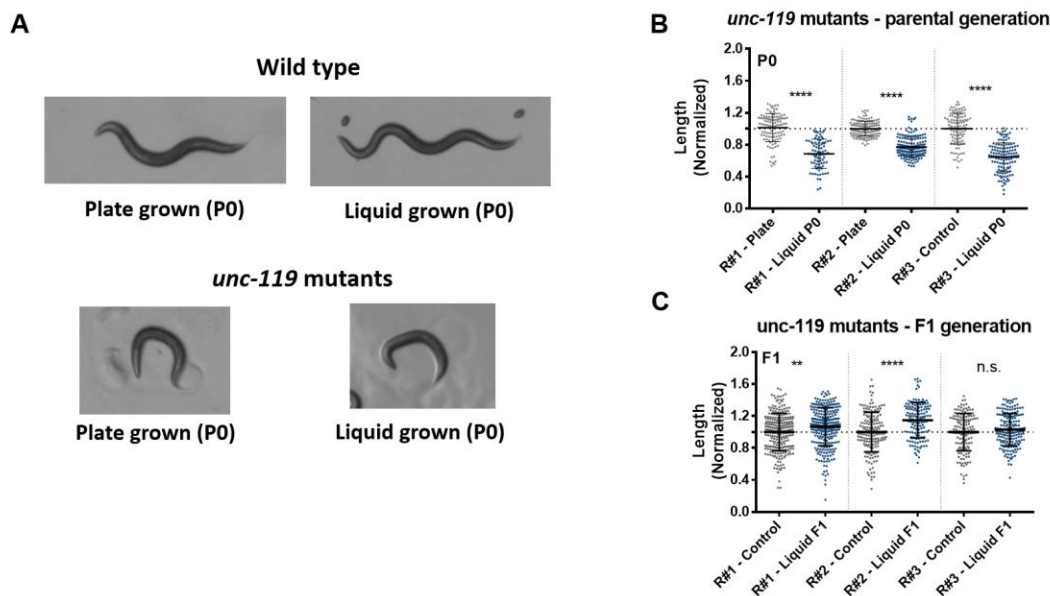 A
Wild type
Plate grown (P0)
Liquid grown (P0)
unc-119 mutants
Plate grown (P0)
Liquid grown (P0)
B
unc-119 mutants - parental generation
P0
Length
(Normalized)
2.0
1.6
1.2
0.8
0.4
0.0
****
****
****
R#1 - Plate
R#1 - Liquid P0
R#2 - Plate
R#2 - Liquid P0
R#3 - Control
R#3 - Liquid P0
C
unc-119 mutants - F1 generation
F1
Length
(Normalized)
2.0
1.6
1.2
0.8
0.4
0.0
**
****
n.s.
R#1 - Control
R#1 - Liquid F1
R#2 - Control
R#2 - Liquid F1
R#3 - Control
R#3 - Liquid F1